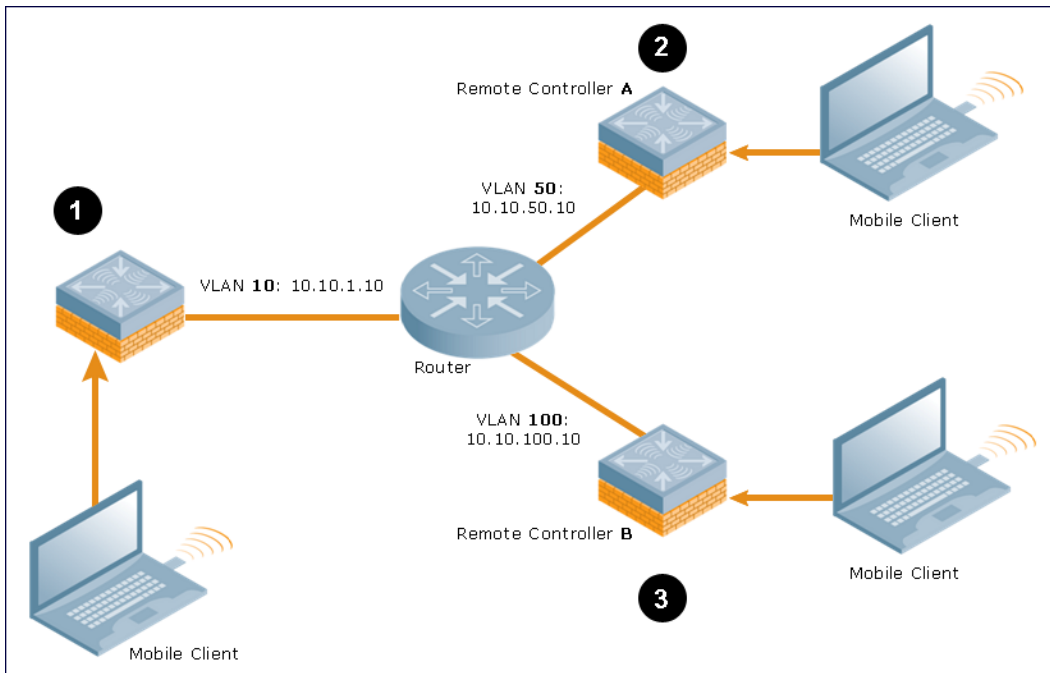 2
Remote Controller A
VLAN 50:
10.10.50.10
Mobile Client
1
VLAN 10: 10.10.1.10
Router
VLAN 100:
10.10.100.10
Remote Controller B
Mobile Client
3
Mobile Client